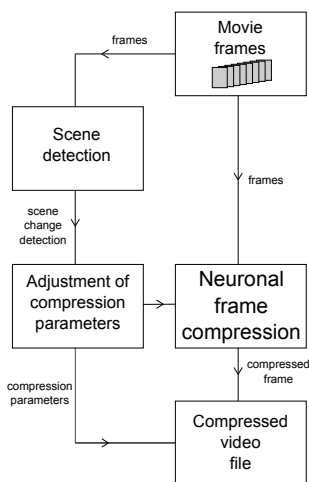 Movie
frames
frames
Scene
detection
frames
scene
change
detection
Adjustment of
compression
parameters
Neuronal
frame
compression
compression
parameters
compressed
frame
Compressed
video
file